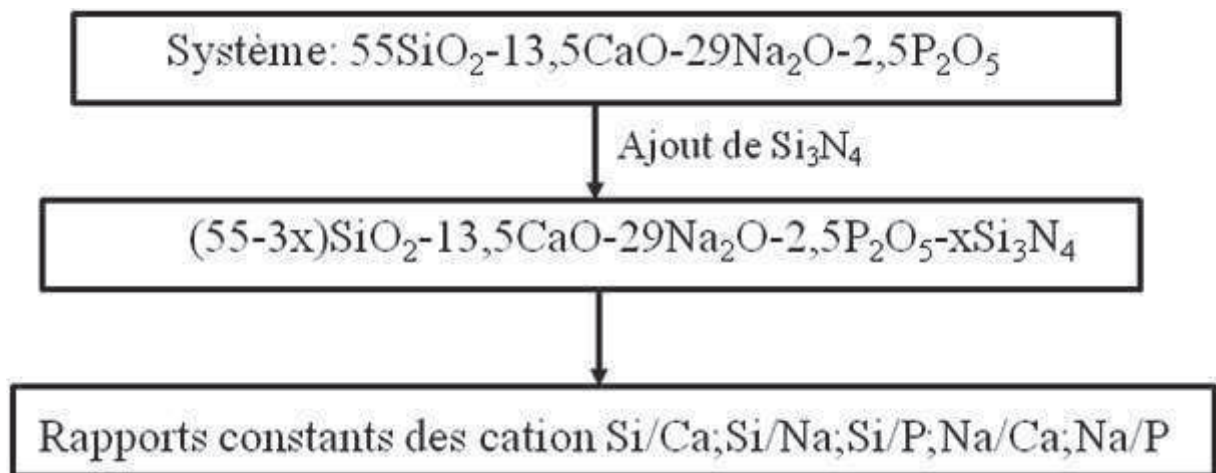 Système: 55SiO₂-13,5CaO-29Na₂O-2,5P₂O₅
Ajout de Si₃N₄
(55-3x)SiO₂-13,5CaO-29Na₂O-2,5P₂O₅-xSi₃N₄
Rapports constants des cation Si/Ca;Si/Na;Si/P;Na/Ca;Na/P